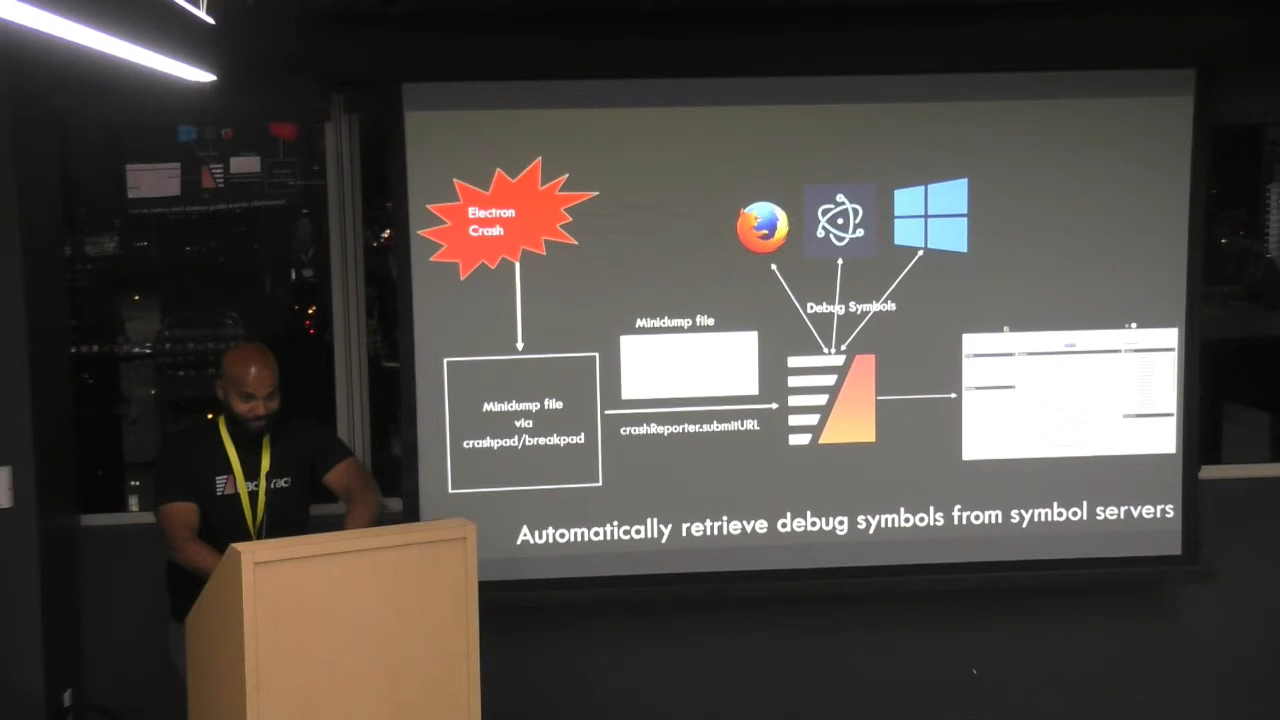 Electron
Crash
Minidump file
Debug Symbols
Minidump file
via
crashpad/breakpad
crashReporter.submitURL
Automatically retrieve debug symbols from symbol servers